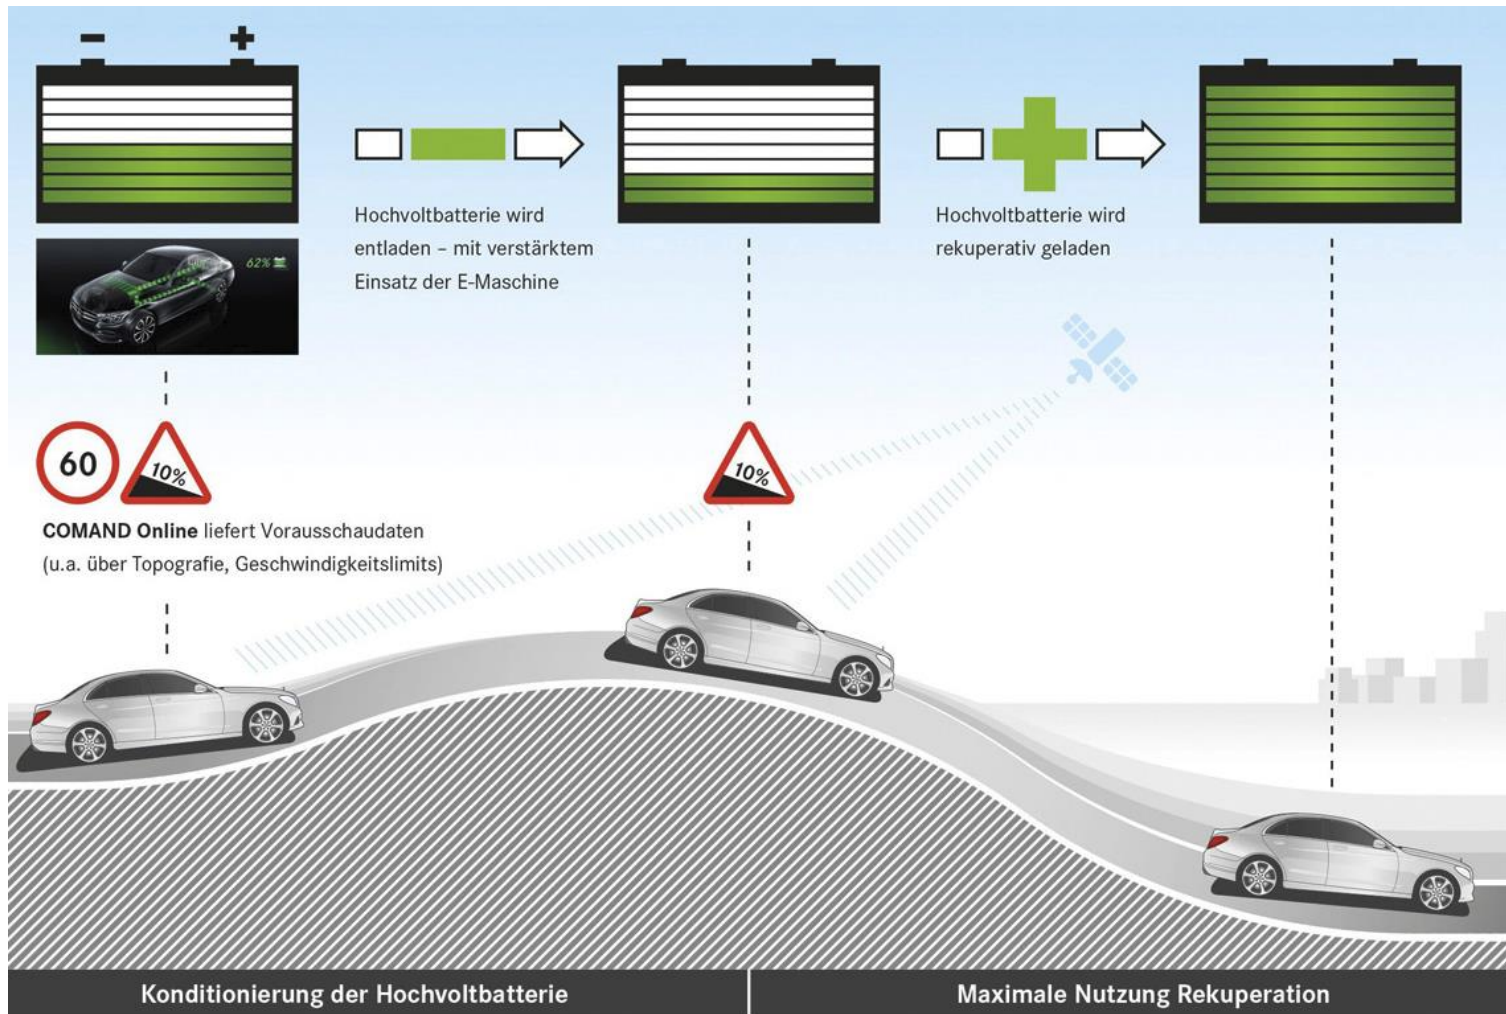 − +
Hochvoltbatterie wird
entladen – mit verstärktem
Einsatz der E-Maschine
Hochvoltbatterie wird
rekuperativ geladen
62%
60
10%
10%
COMAND Online liefert Vorausschaudaten
(u.a. über Topografie, Geschwindigkeitslimits)
Konditionierung der Hochvoltbatterie
Maximale Nutzung Rekuperation